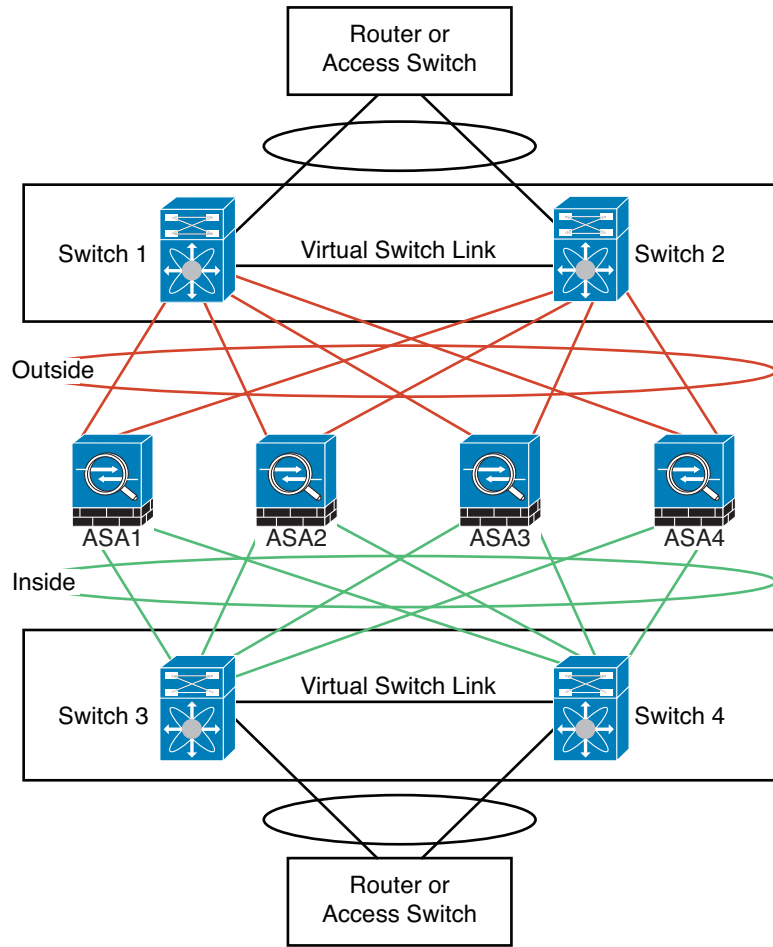 Router or
Access Switch
Switch 1
Virtual Switch Link
Switch 2
Outside
ASA1
ASA2
ASA3
ASA4
Inside
Switch 3
Virtual Switch Link
Switch 4
Router or
Access Switch